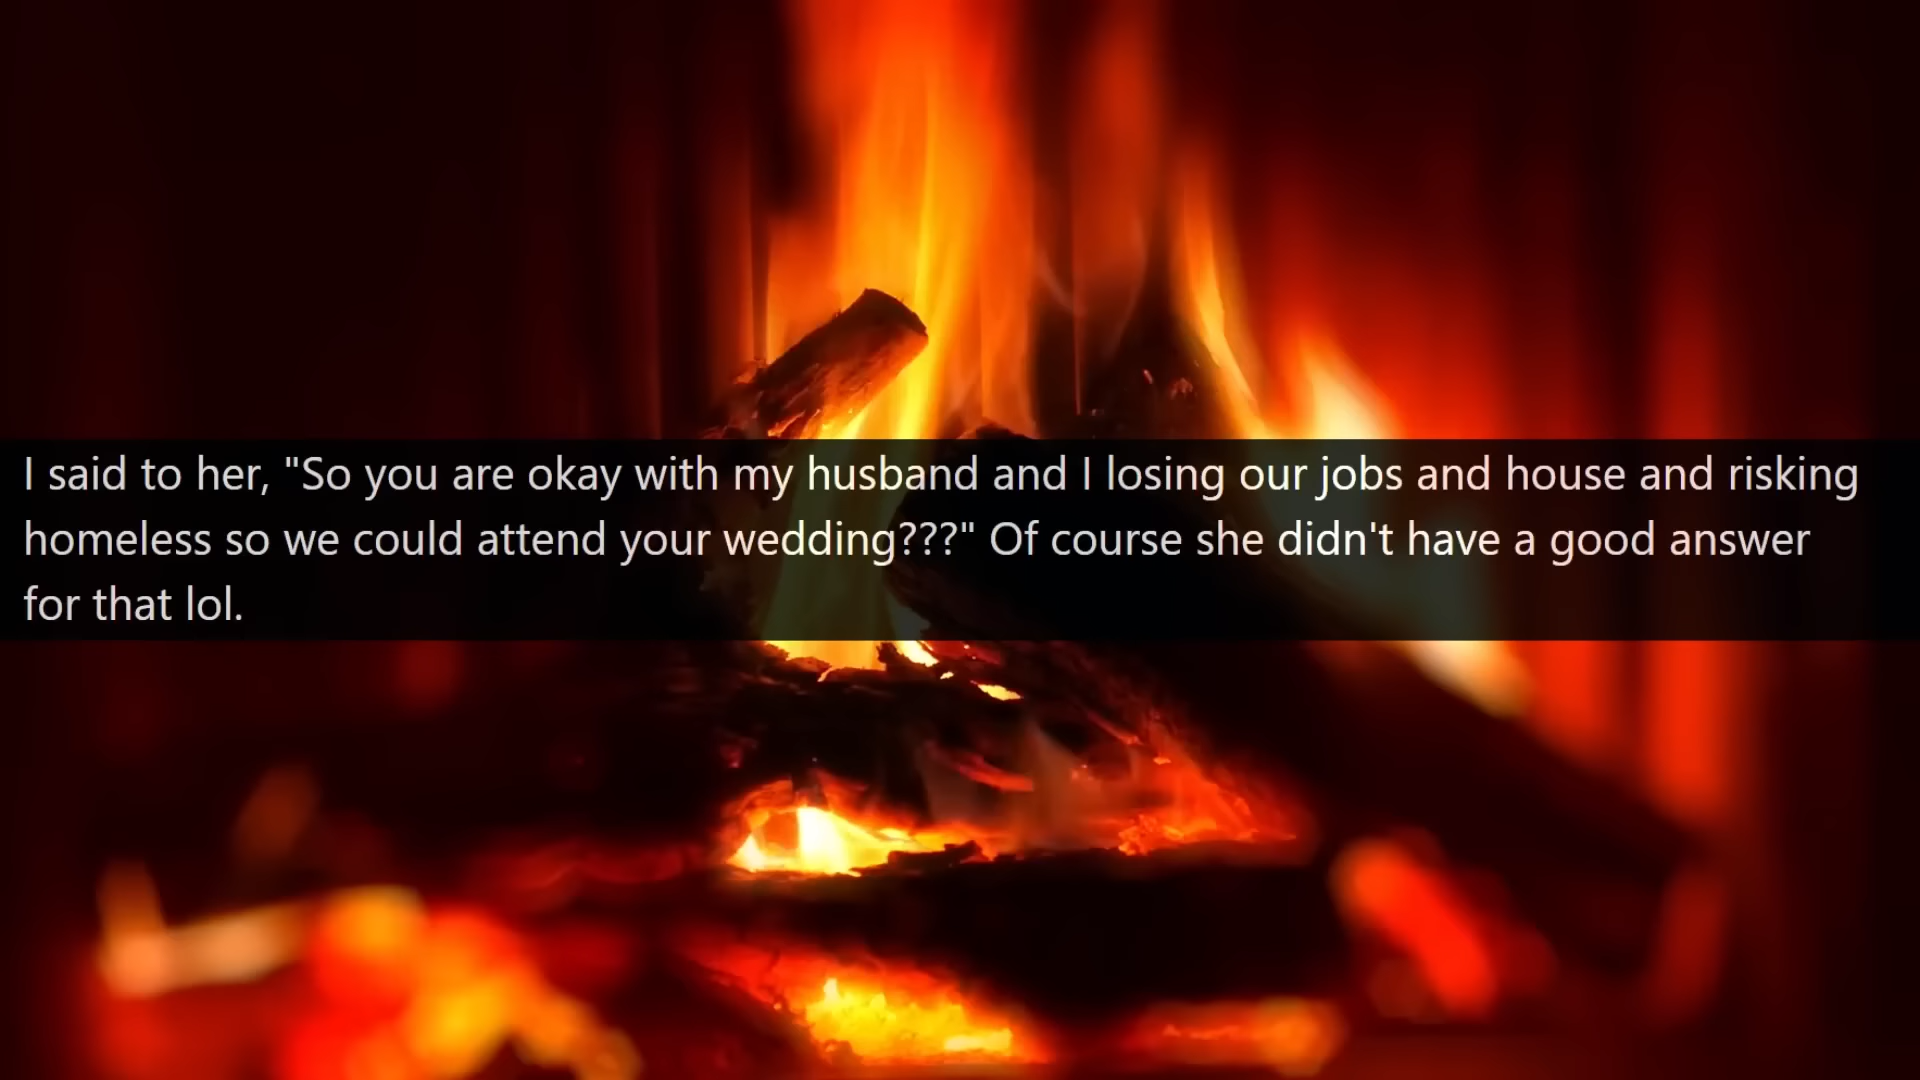 I said to her, "So you are okay with my husband and I losing our jobs and house and risking
homeless so we could attend your wedding???" Of course she didn't have a good answer
for that lol.